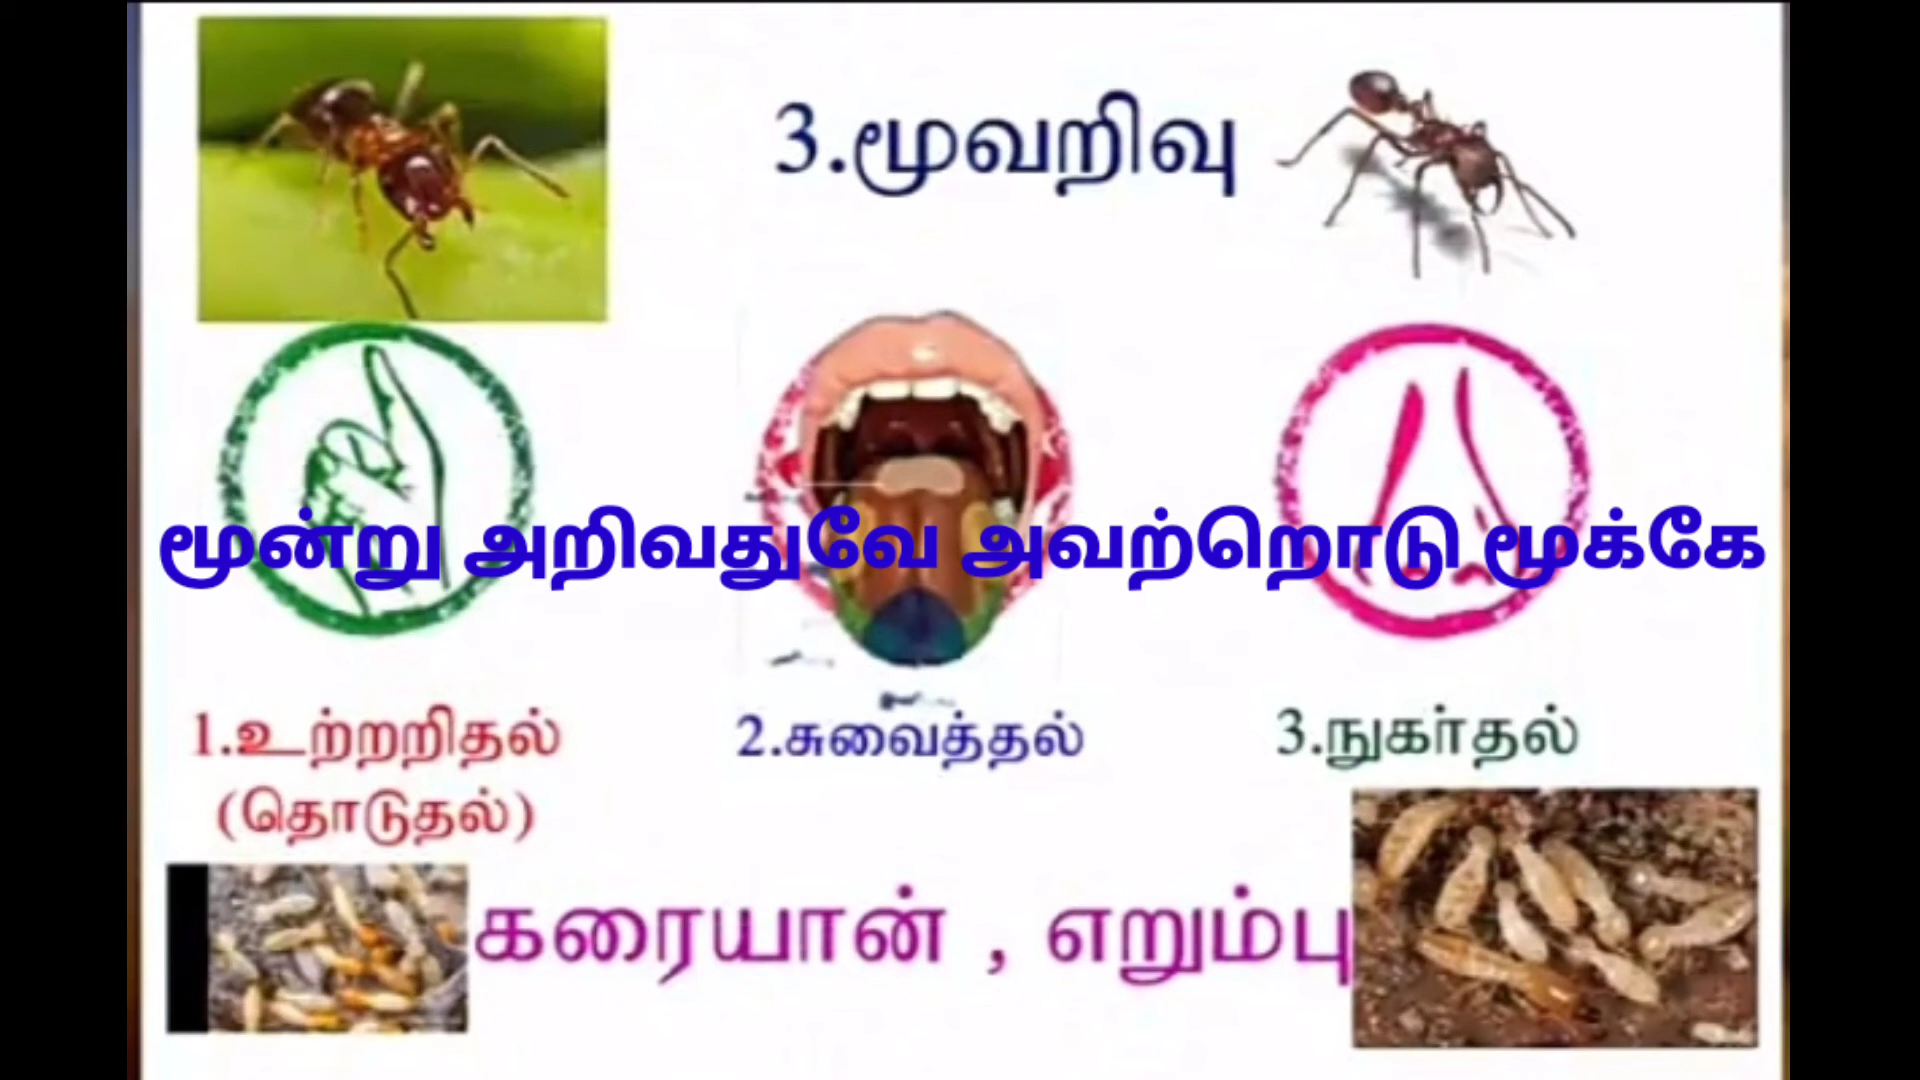 3.மூவறிவு
மூன்று அறிவதுவே அவற்றொடு மூக்கே
1.உற்றறிதல்
(தொடுதல்)
2.சுவைத்தல்
3.நுகர்தல்
கரையான் , எறும்பு